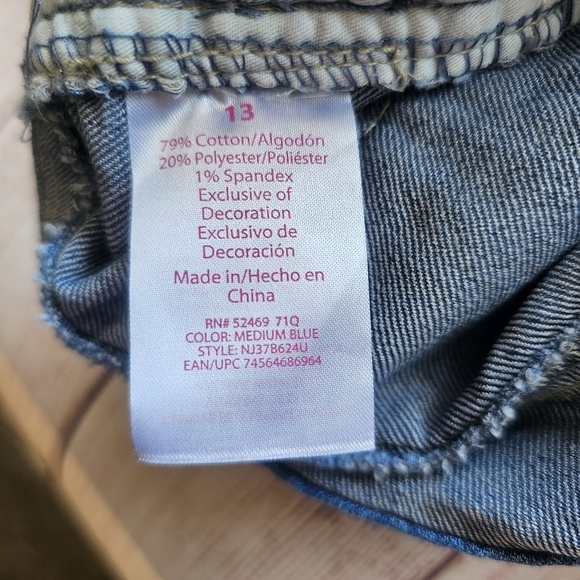 13
79% Cotton/Algodón
20% Polyester/Poliéster
1% Spandex
Exclusive of
Decoration
Exclusivo de
Decoración
Made in/Hecho en
China
RN# 52469 71Q
COLOR: MEDIUM BLUE
STYLE: NJ37B624U
EAN/UPC 74564686964